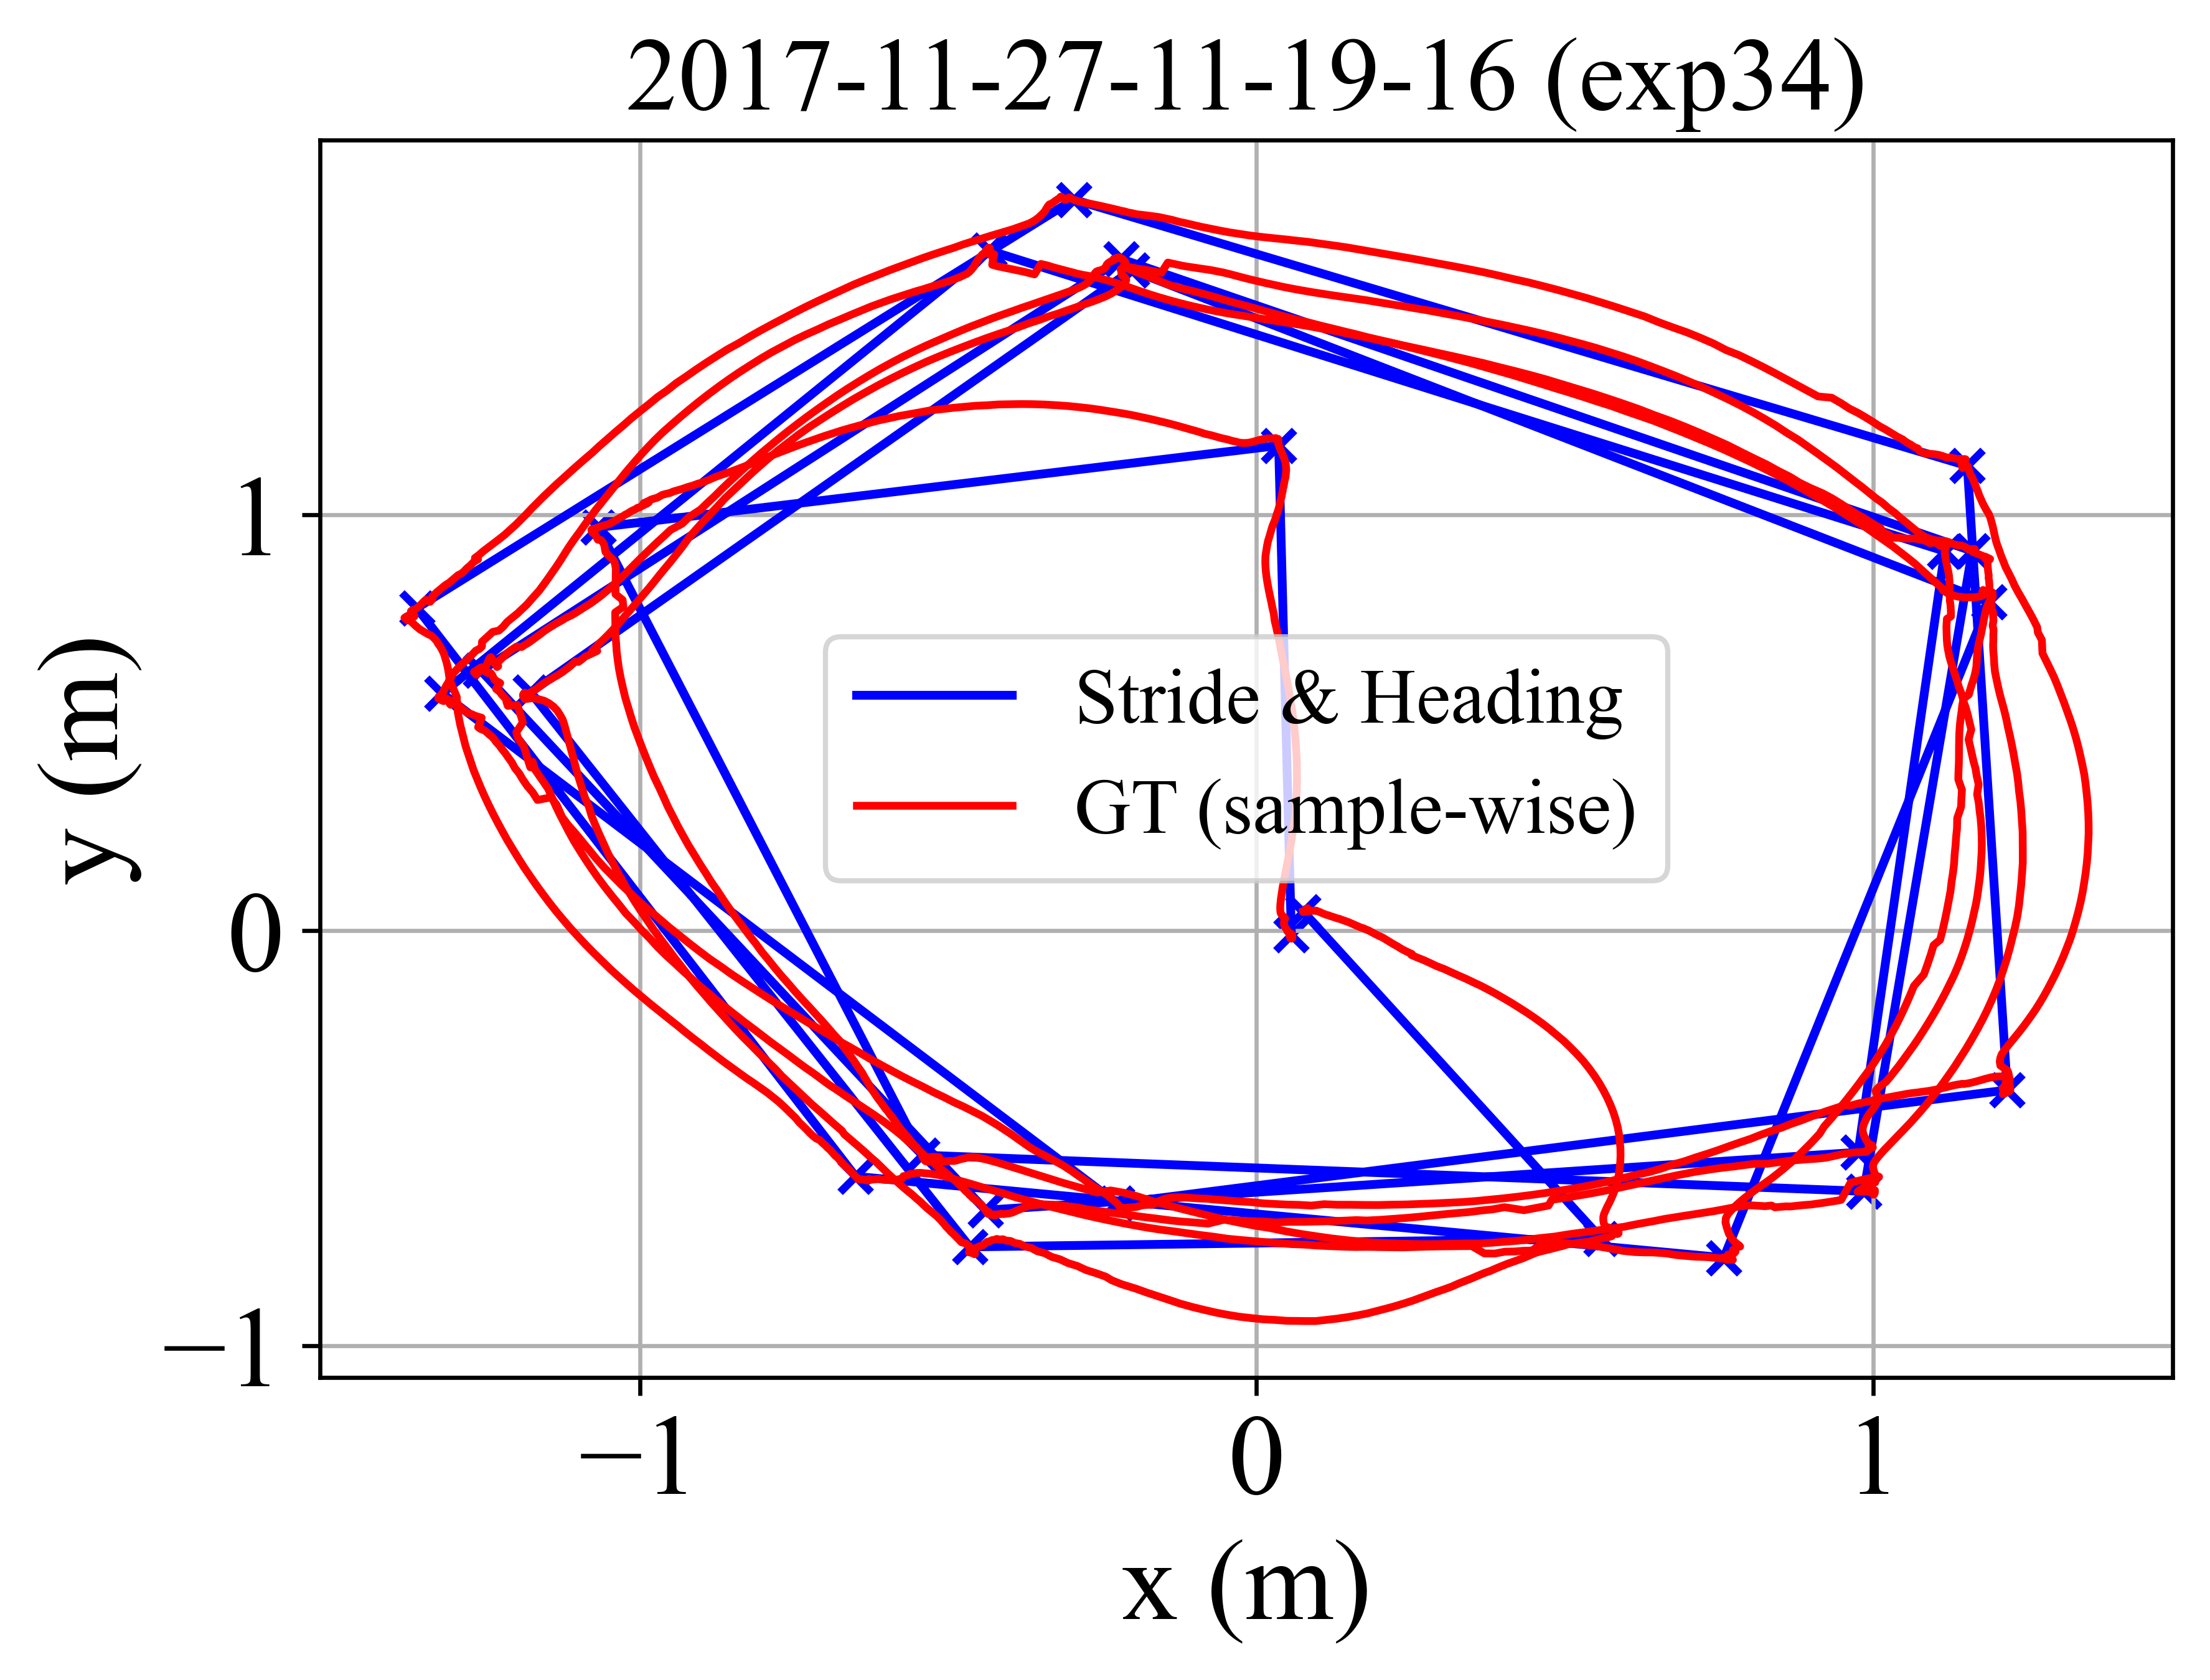 2017-11-27-11-19-16 (exp34)
y (m)
1
0
−1
Stride & Heading
GT (sample-wise)
−1 0 1
x (m)